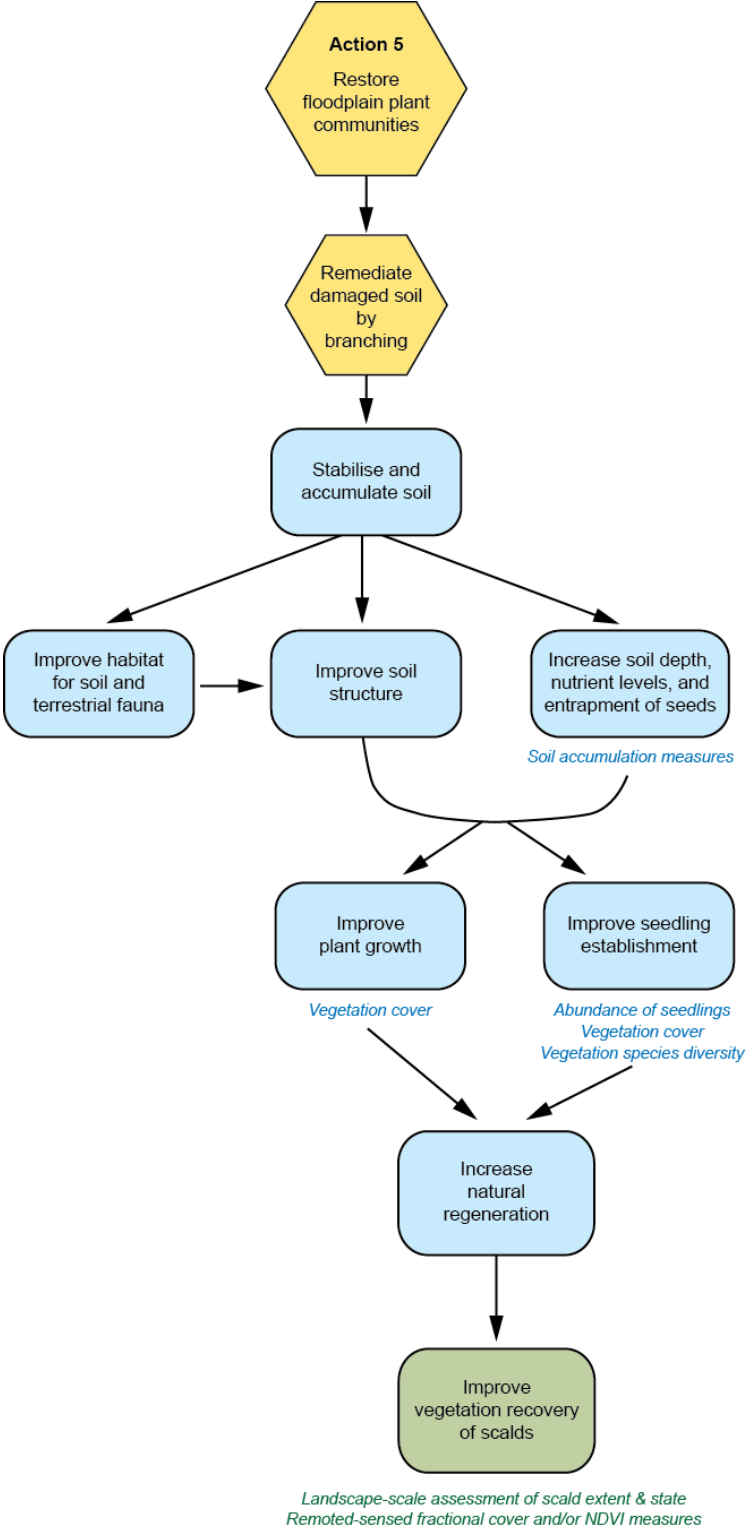 Action 5
Restore
floodplain plant
communities
Remediate
damaged soil
by
branching
Stabilise and
accumulate soil
Improve habitat
for soil and
terrestrial fauna
Improve soil
structure
Increase soil depth,
nutrient levels, and
entrapment of seeds
Soil accumulation measures
Improve
plant growth
Vegetation cover
Improve seedling
establishment
Abundance of seedlings
Vegetation cover
Vegetation species diversity
Increase
natural
regeneration
Improve
vegetation recovery
of scalds
Landscape-scale assessment of scald extent & state
Remoted-sensed fractional cover and/or NDVI measures